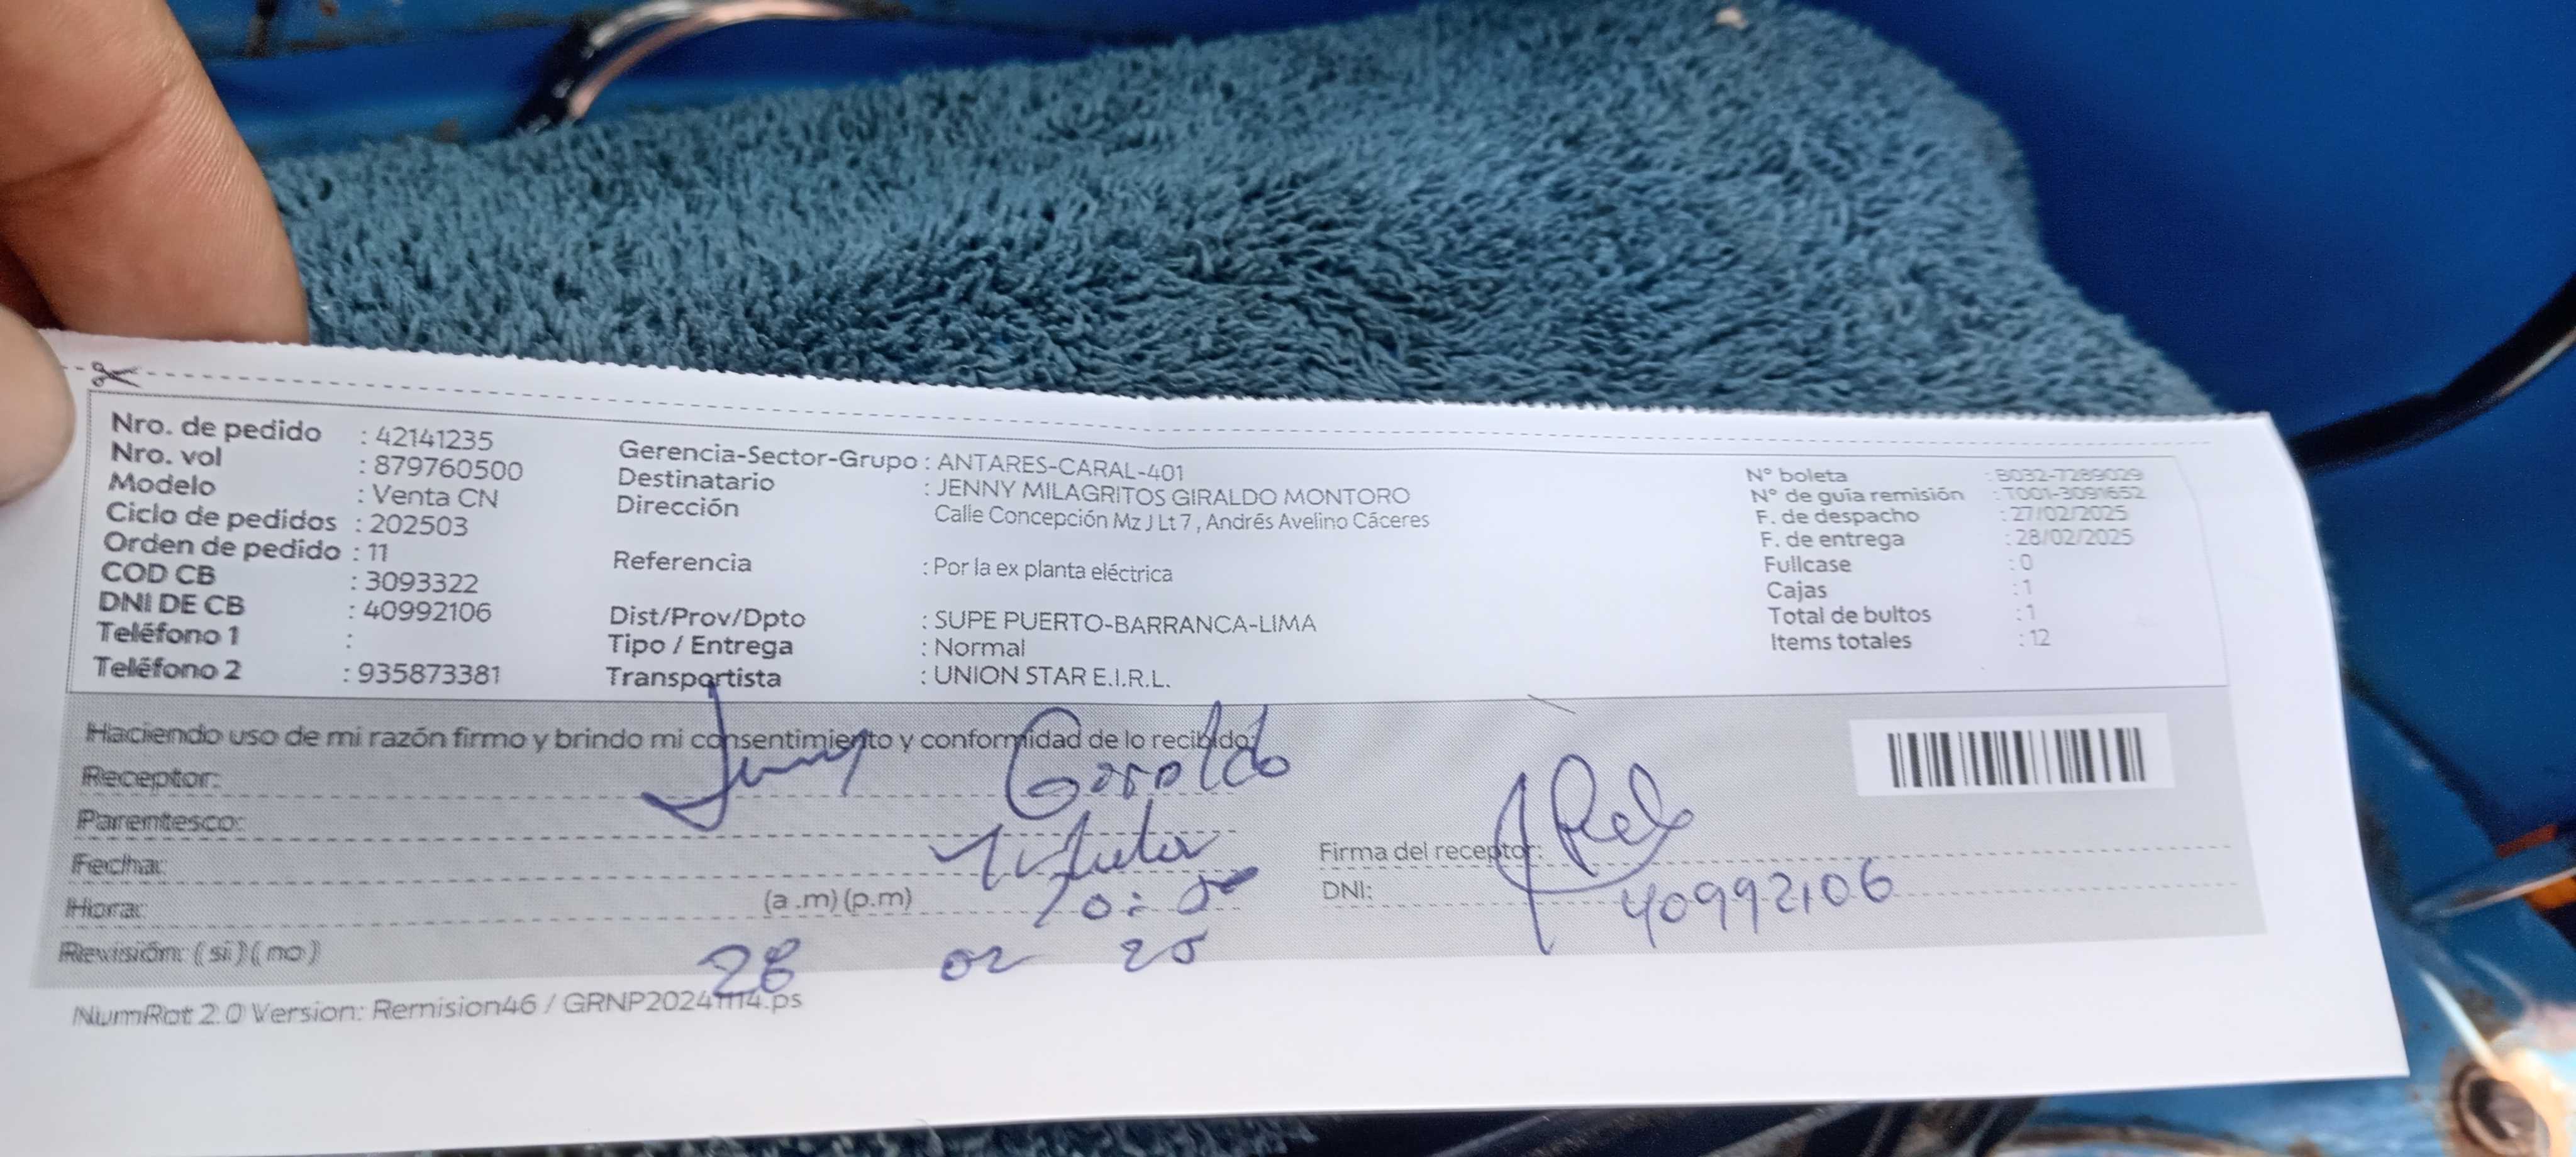 Nro. de pedido : 42141235
Nro. vol : 879760500
Modelo : Venta CN
Ciclo de pedidos : 202503
Orden de pedido : 11
COD CB : 3093322
DNI DE CB : 40992106
Teléfono 1 :
Teléfono 2 : 935873381
Gerencia-Sector-Grupo : ANTARES-CARAL-401
Destinatario : JENNY MILAGRITOS GIRALDO MONTORO
Dirección Calle Concepción Mz J Lt 7 , Andrés Avelino Cáceres
Referencia : Por la ex planta eléctrica
Dist/Prov/Dpto : SUPE PUERTO-BARRANCA-LIMA
Tipo / Entrega : Normal
Transportista : UNION STAR E.I.R.L.
N° boleta : B032-7289029
N° de guía remisión : T001-3091652
F. de despacho : 27/02/2025
F. de entrega : 28/02/2025
Fullcase : 0
Cajas : 1
Total de bultos : 1
Items totales : 12
Haciendo uso de mi razón firmo y brindo mi consentimiento y conformidad de lo recibido:
Receptor: Jenny Giraldo
Parentesco: Titular
Fecha:
Hora: (a .m) (p.m)
Revisión: ( si ) ( no )
28 02 25
Firma del receptor:
DNI: 40992106
NumRot 2.0 Version: Remision46 / GRNP20241114.ps